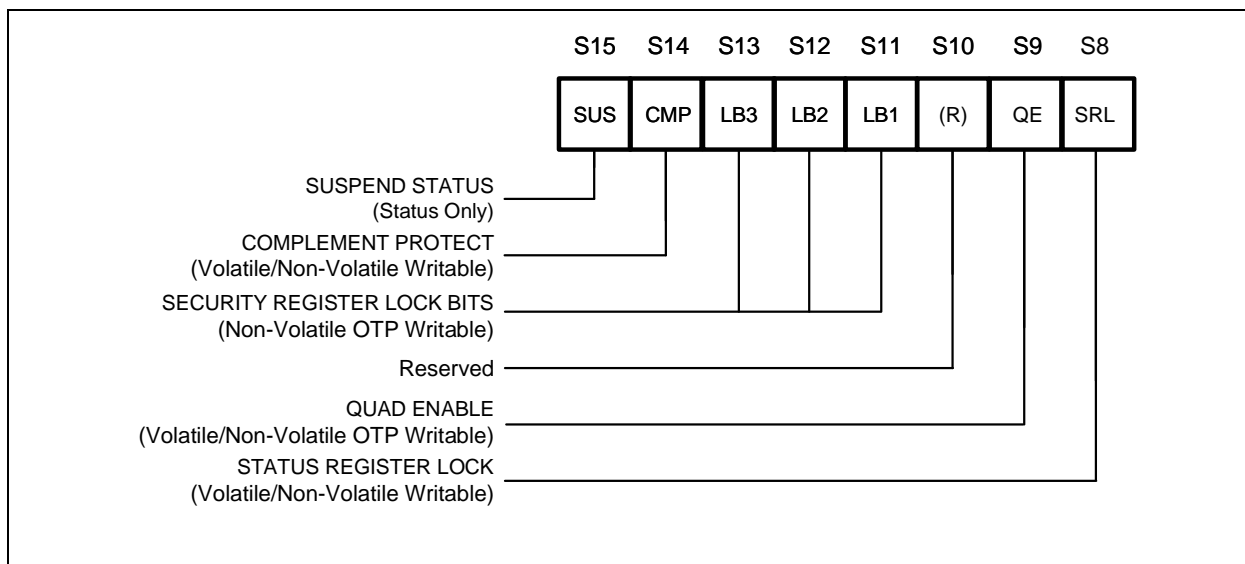 S15 S14 S13 S12 S11 S10 S9 S8
SUS CMP LB3 LB2 LB1 (R) QE SRL
SUSPEND STATUS
(Status Only)
COMPLEMENT PROTECT
(Volatile/Non-Volatile Writable)
SECURITY REGISTER LOCK BITS
(Non-Volatile OTP Writable)
Reserved
QUAD ENABLE
(Volatile/Non-Volatile OTP Writable)
STATUS REGISTER LOCK
(Volatile/Non-Volatile Writable)